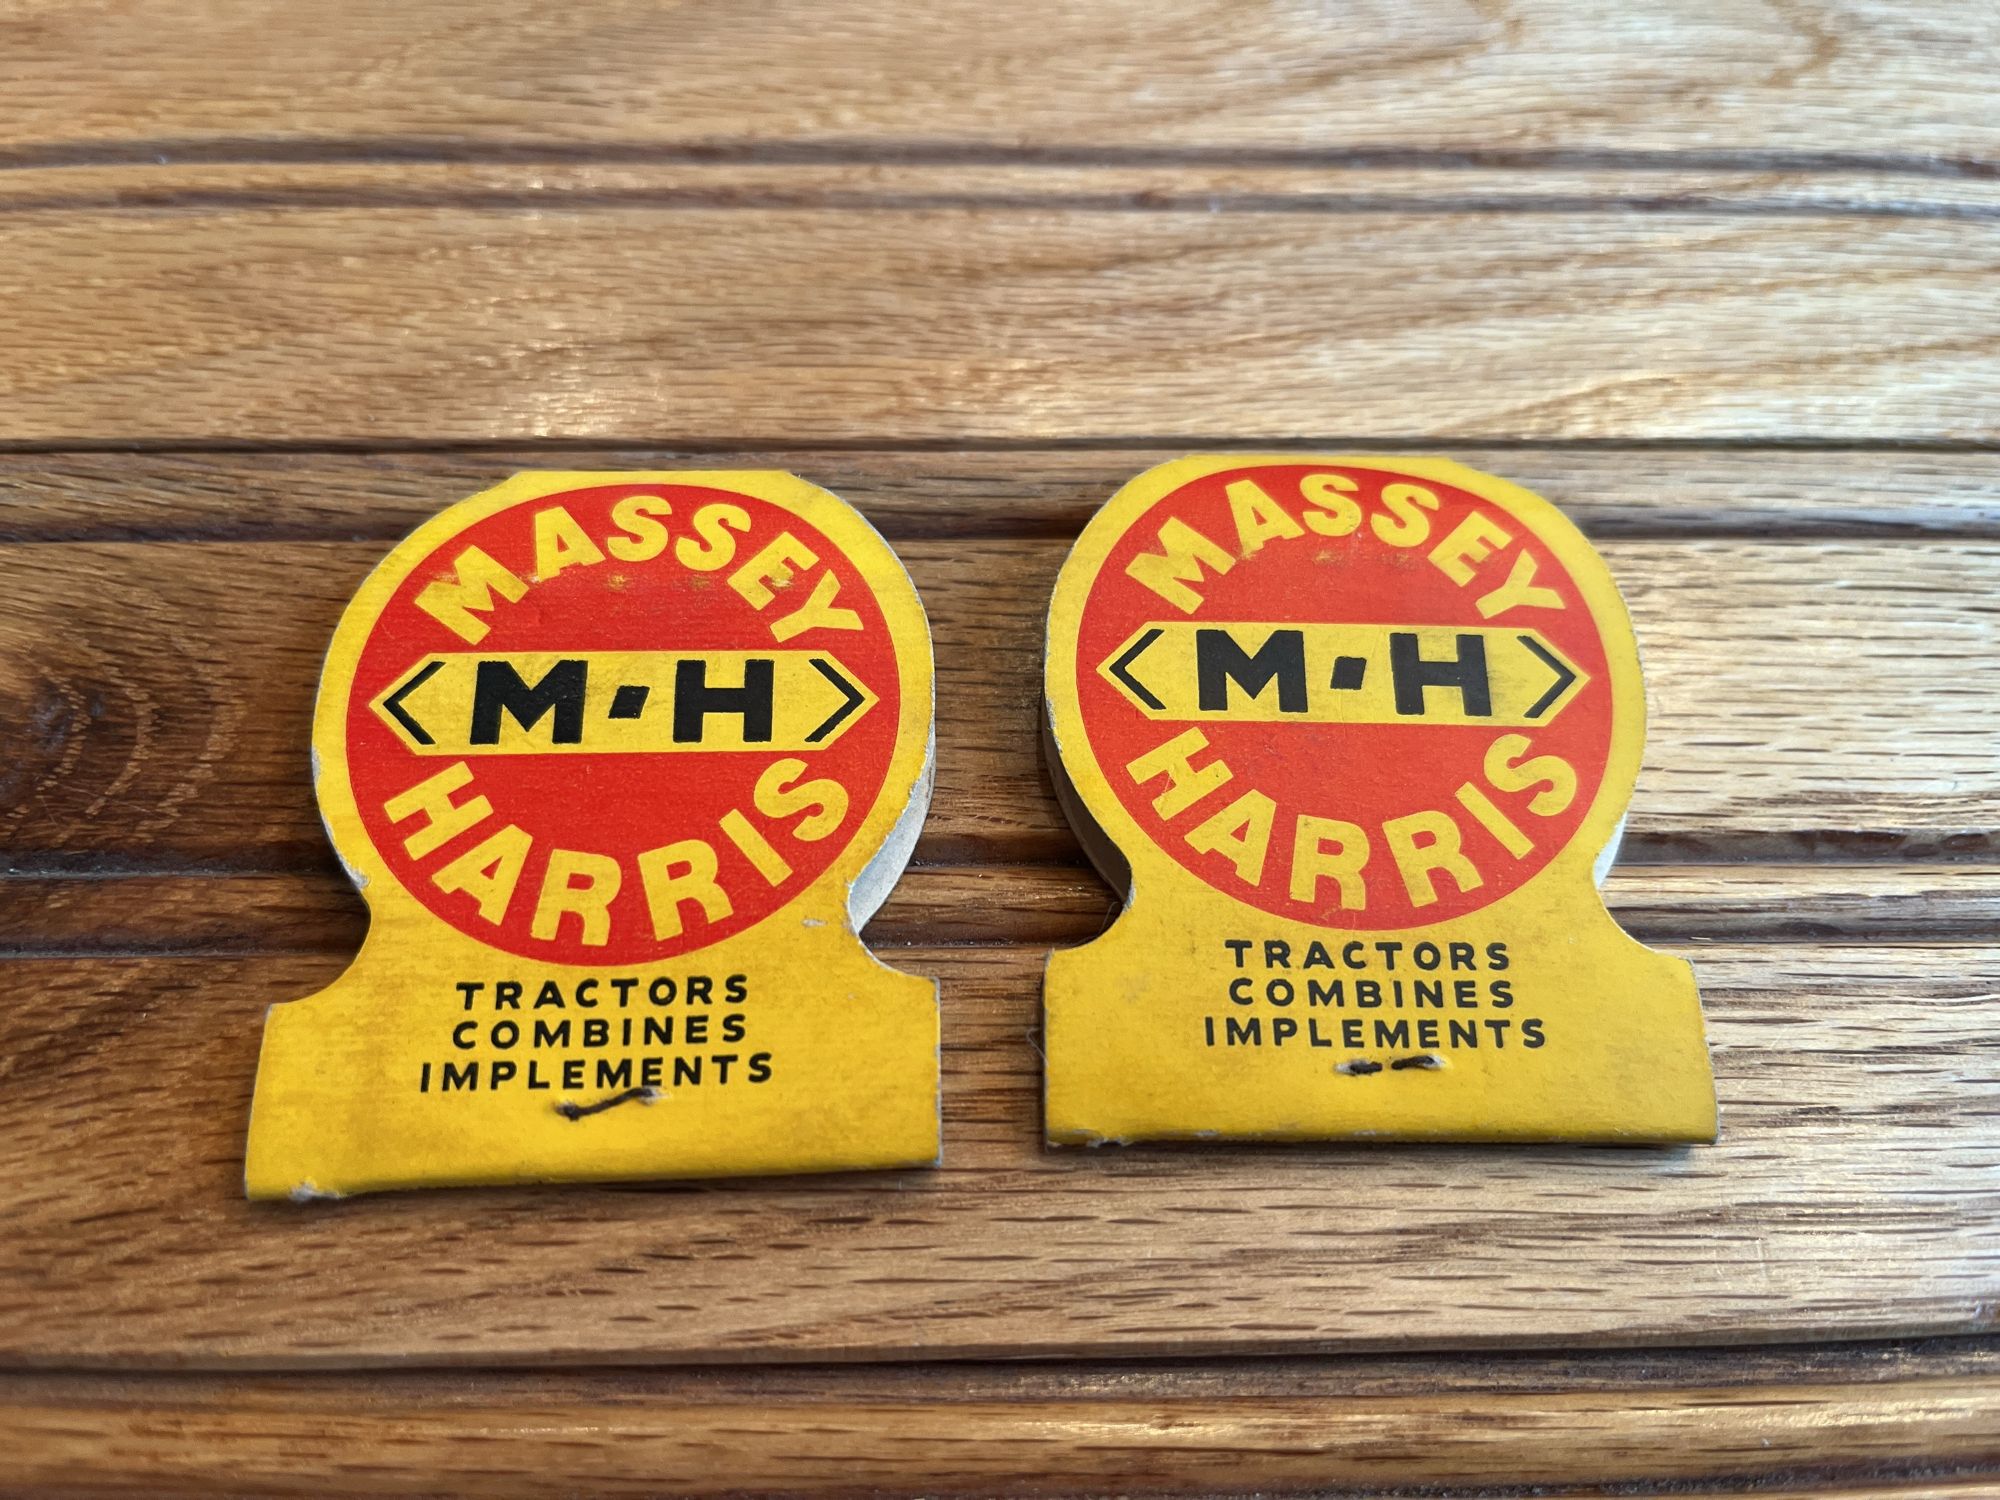 MASSEY
M-H
HARRIS
TRACTORS
COMBINES
IMPLEMENTS
MASSEY
M-H
HARRIS
TRACTORS
COMBINES
IMPLEMENTS